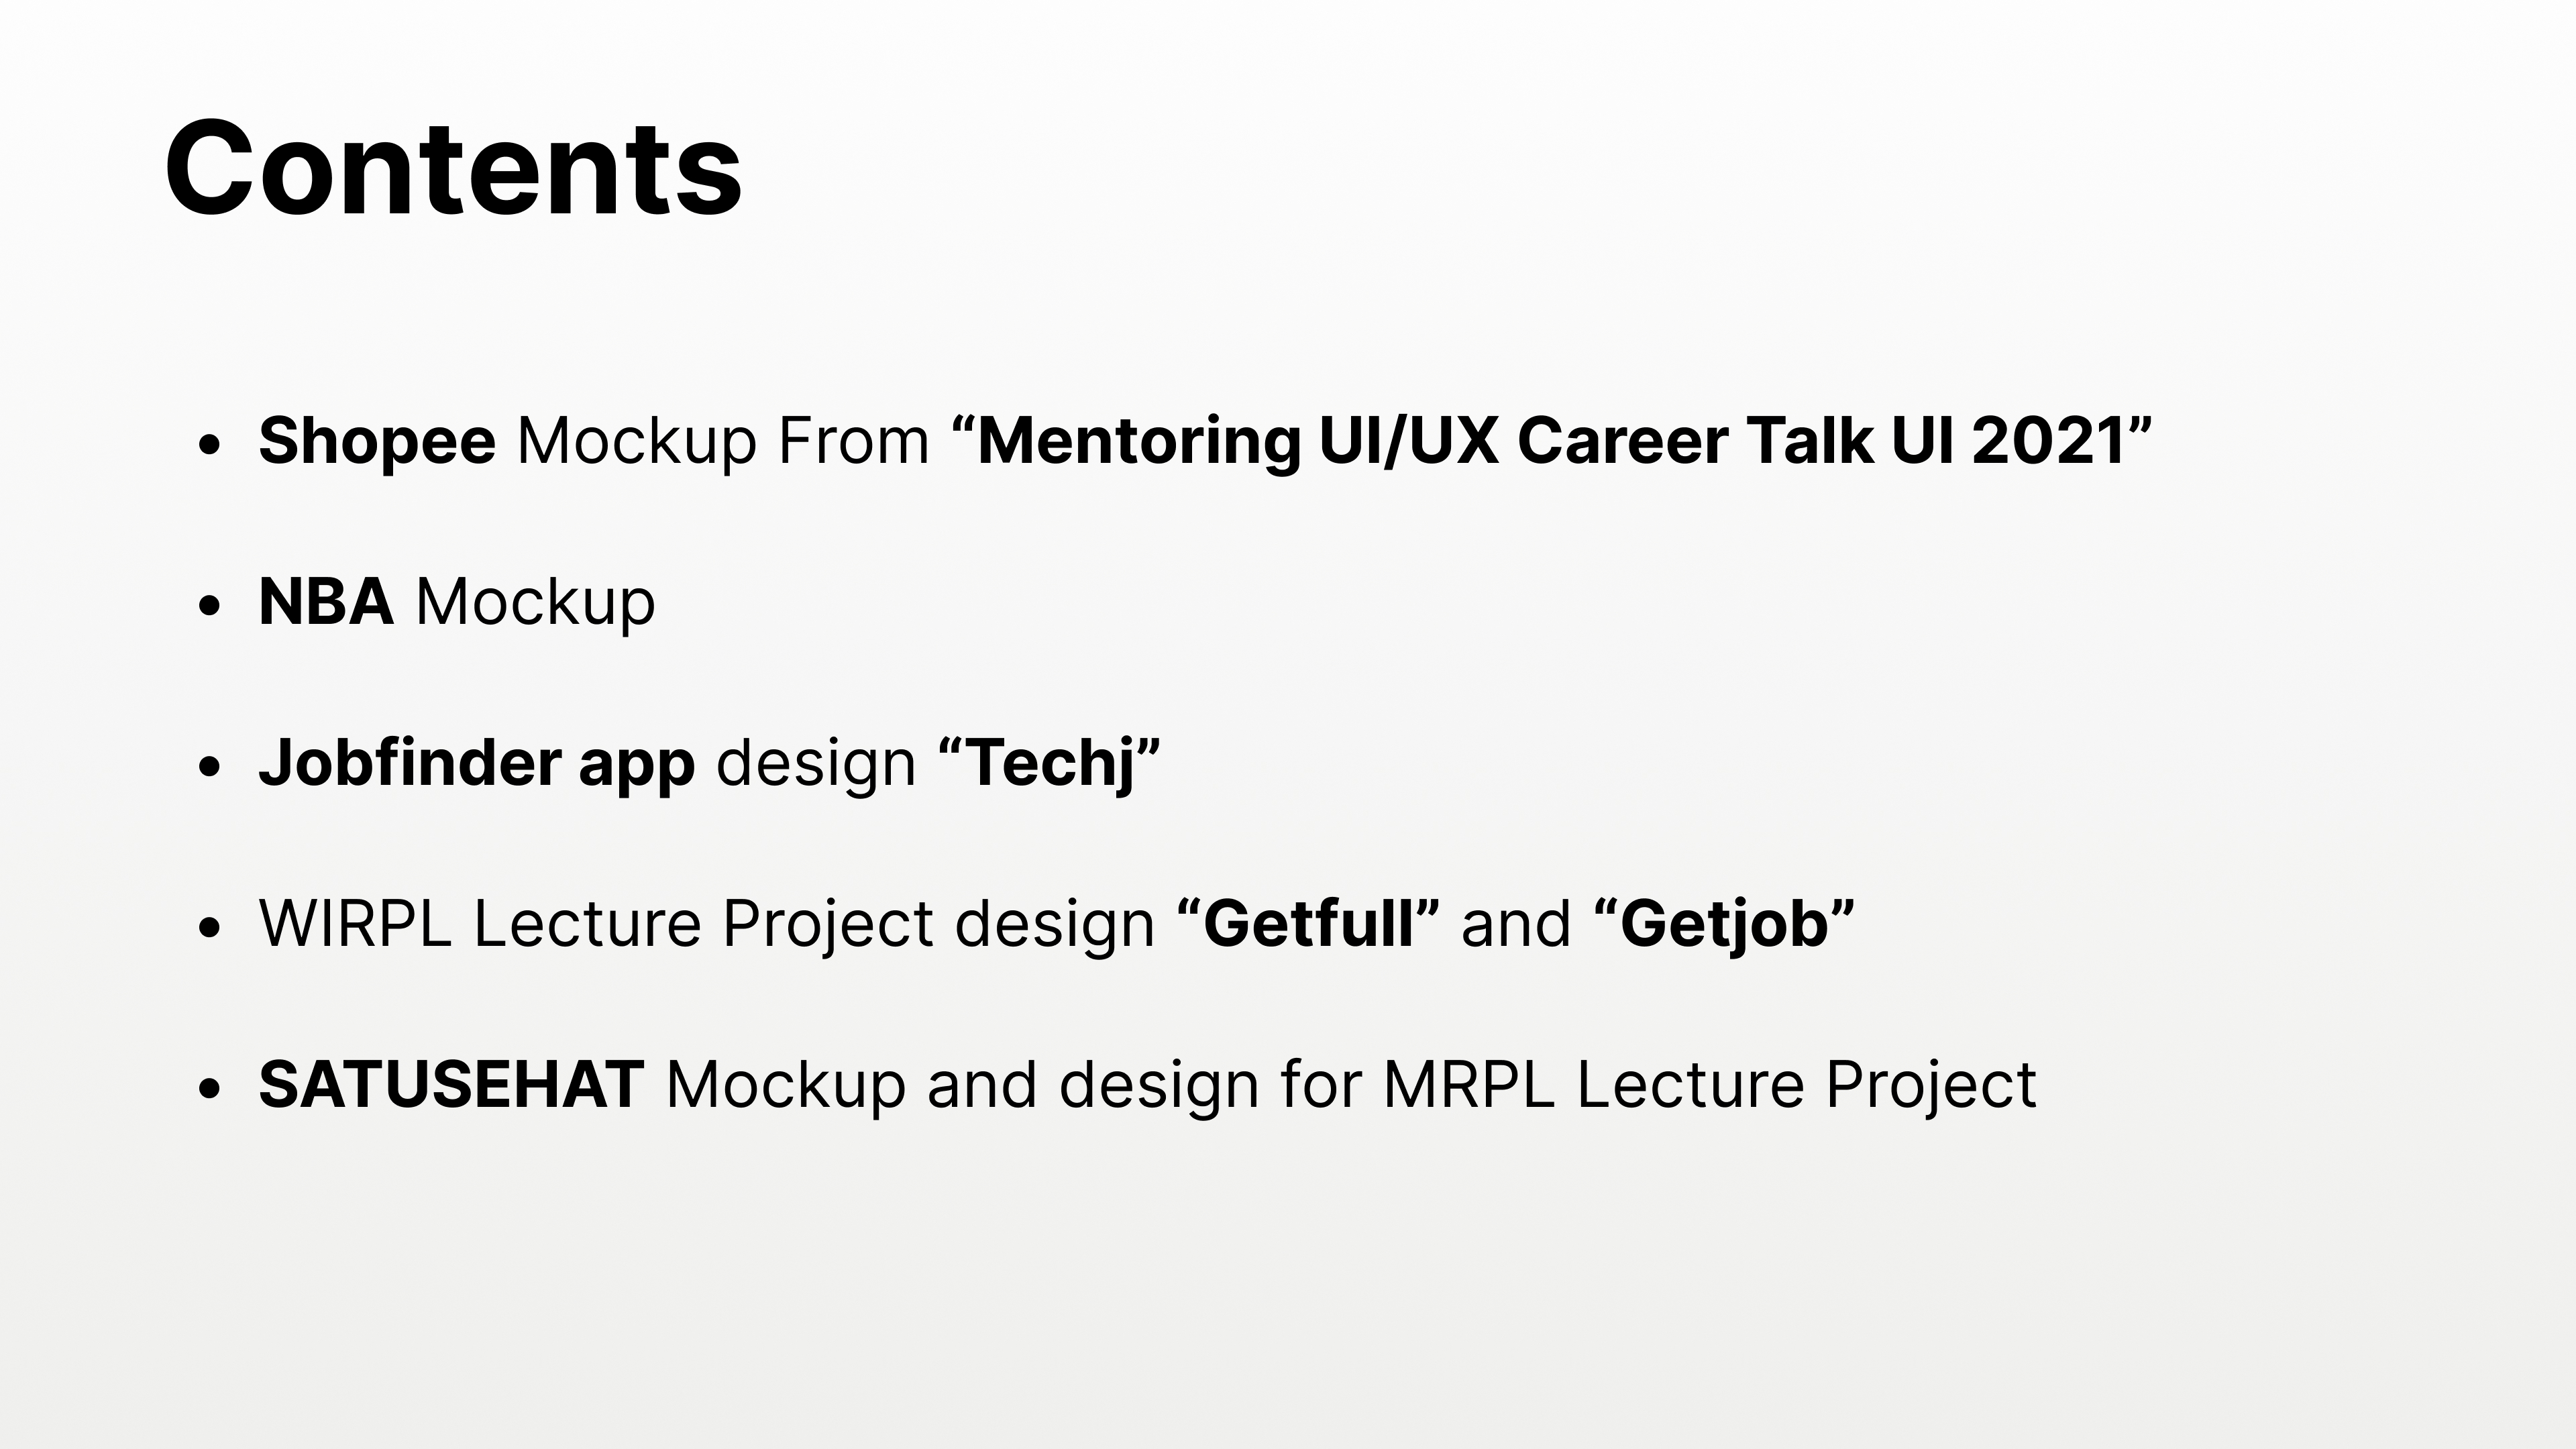 Contents
• Shopee Mockup From “Mentoring UI/UX Career Talk UI 2021”
• NBA Mockup
• Jobfinder app design “Techj”
• WIRPL Lecture Project design “Getfull” and “Getjob”
• SATUSEHAT Mockup and design for MRPL Lecture Project